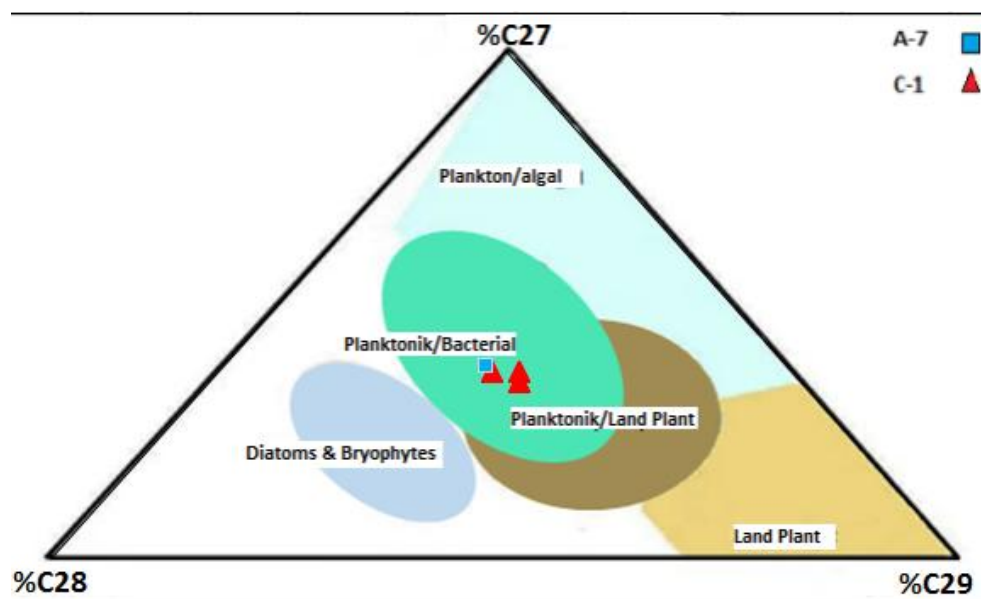 %C27
A-7
C-1
Plankton/algal
Planktonik/Bacterial
Planktonik/Land Plant
Diatoms & Bryophytes
Land Plant
%C28
%C29